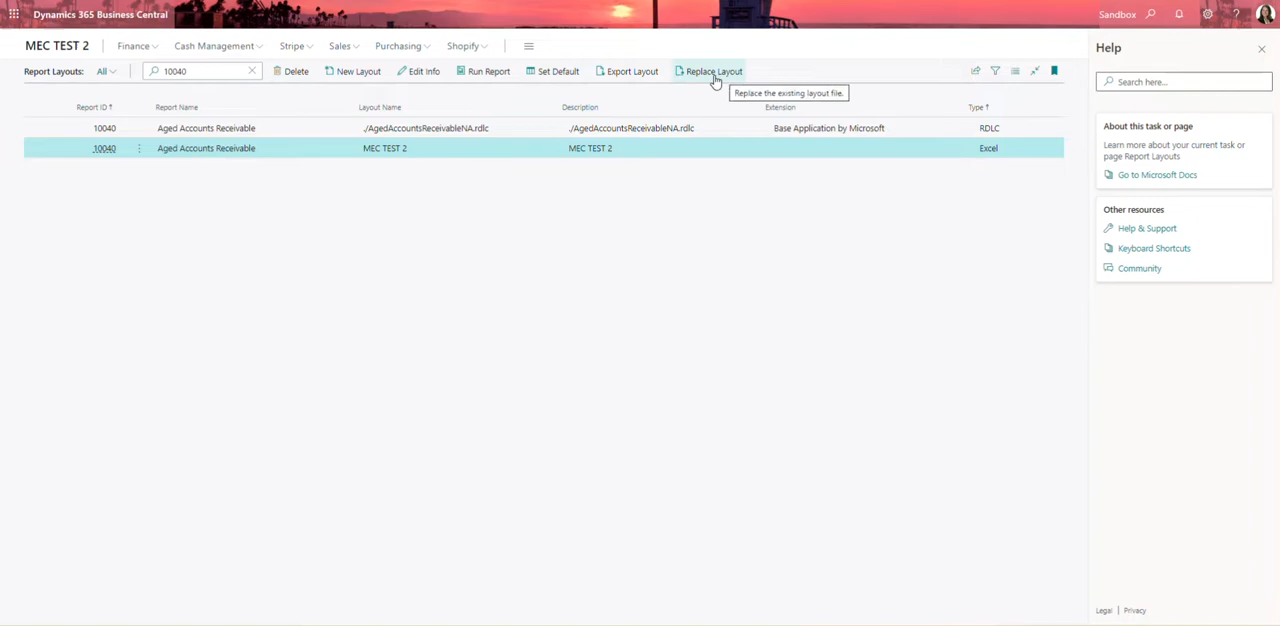 Dynamics 365 Business Central Sandbox ?
MEC TEST 2 Finance Cash Management Stripe Sales Purchasing Shopify
Report Layouts: All 10040 Delete New Layout Edit Info Run Report Set Default Export Layout Replace Layout
Replace the existing layout file.
Report ID ↑ Report Name Layout Name Description Extension Type ↑
10040 Aged Accounts Receivable ./AgedAccountsReceivableNA.rdlc ./AgedAccountsReceivableNA.rdlc Base Application by Microsoft RDLC
10040 Aged Accounts Receivable MEC TEST 2 MEC TEST 2 Excel
Help
Search here...
About this task or page
Learn more about your current task or
page Report Layouts
Go to Microsoft Docs
Other resources
Help & Support
Keyboard Shortcuts
Community
Legal | Privacy